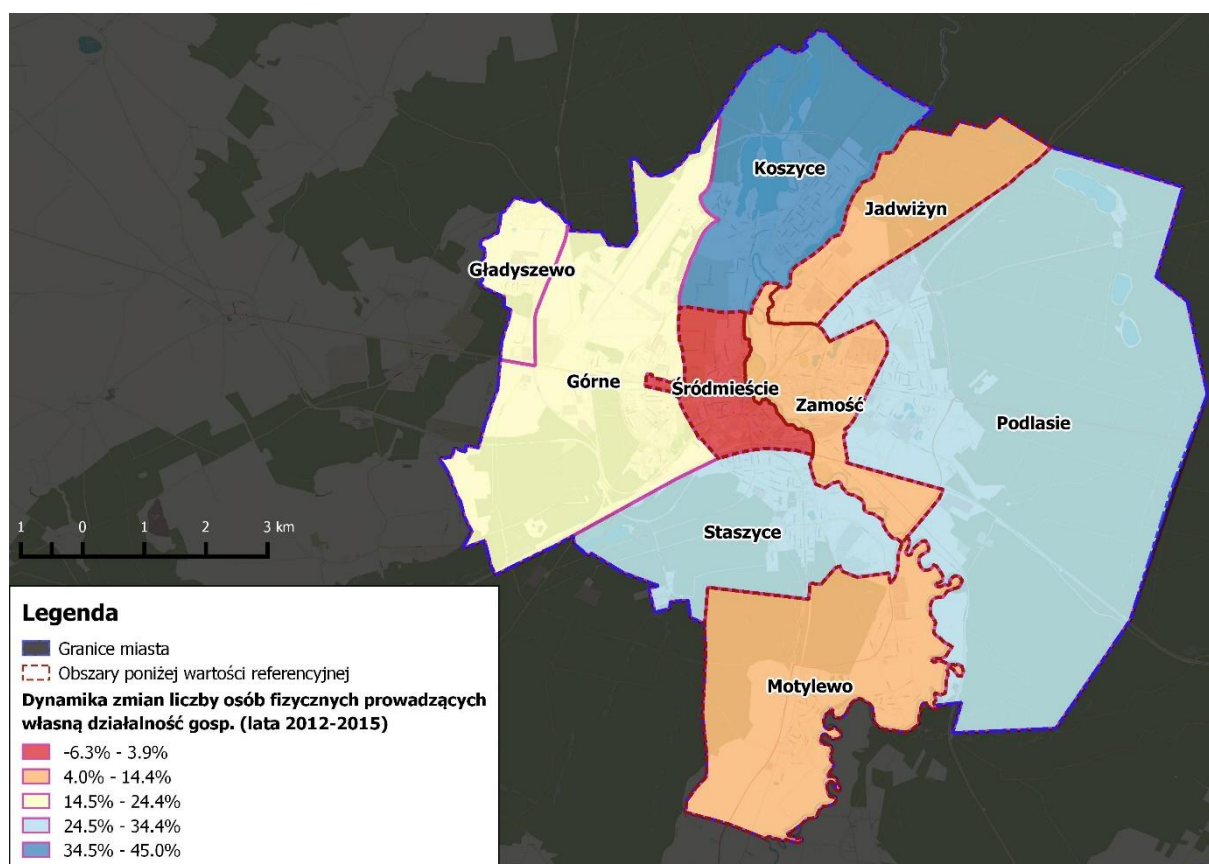 Koszyce
Jadwiżyn
Gładyszewo
Górne
Śródmieście
Zamość
Podlasie
Staszyce
Motylewo
1 0 1 2 3 km
Legenda
Granice miasta
Obszary poniżej wartości referencyjnej
Dynamika zmian liczby osób fizycznych prowadzących
własną działalność gosp. (lata 2012-2015)
-6.3% - 3.9%
4.0% - 14.4%
14.5% - 24.4%
24.5% - 34.4%
34.5% - 45.0%